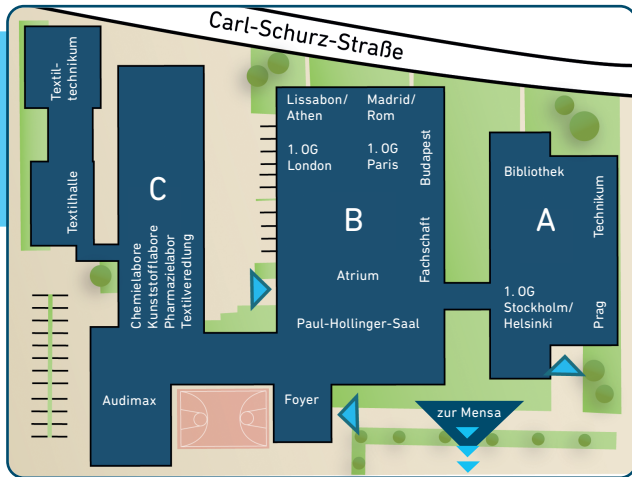 Carl-Schurz-Straße
Textil-
technikum
Textilhalle
C
Chemielabore
Kunststofflabore
Pharmazielabor
Textilveredlung
Audimax
Lissabon/
Athen
Madrid/
Rom
1. OG
London
1. OG
Paris
Budapest
B
Fachschaft
Atrium
Paul-Hollinger-Saal
Foyer
Bibliothek
Technikum
A
1. OG
Stockholm/
Helsinki
Prag
zur Mensa